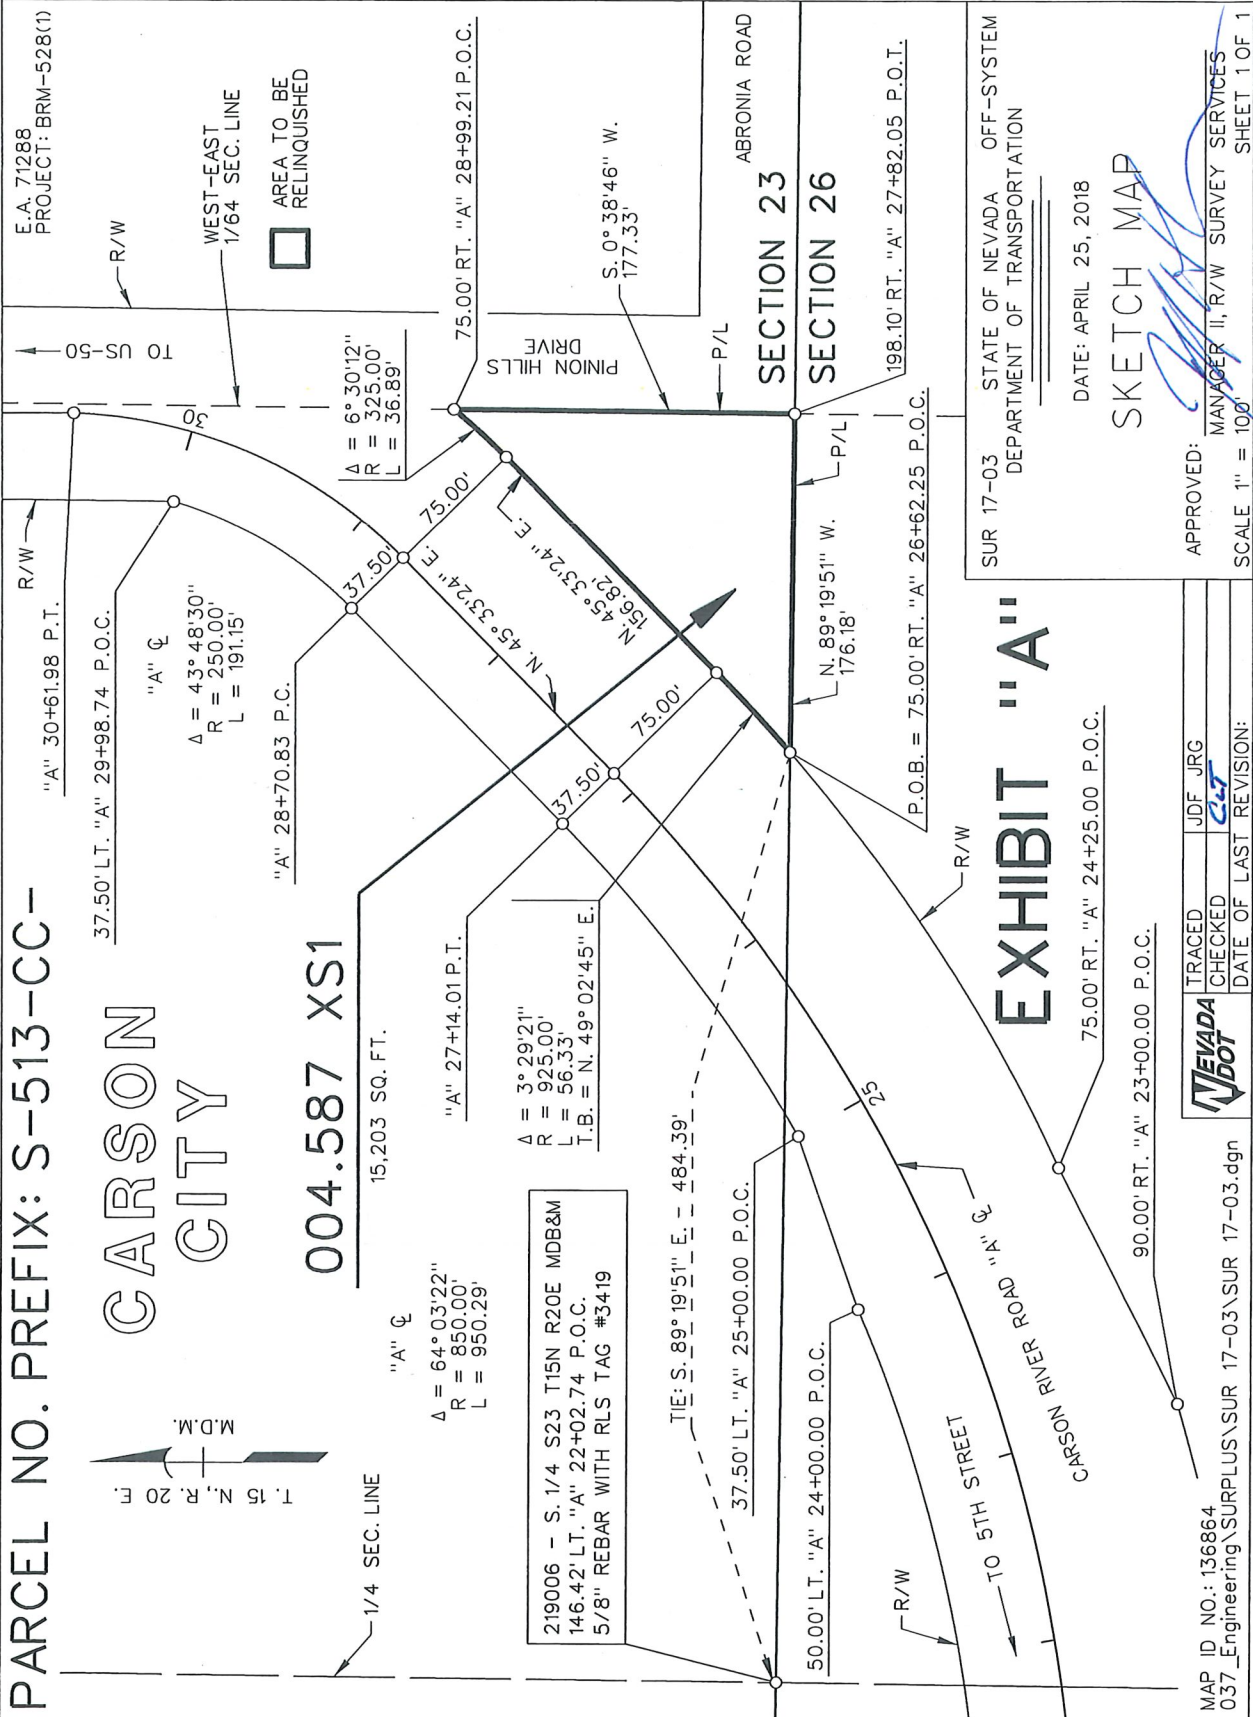 PARCEL NO. PREFIX: S-513-CC-
E.A. 71288
PROJECT: BRM-528(1)
CARSON
CITY
T. 15 N., R. 20 E.
M.D.M.
"A" 30+61.98 P.T.
R/W
TO US-50
R/W
37.50' LT. "A" 29+98.74 P.O.C.
WEST-EAST
1/64 SEC. LINE
AREA TO BE
RELINQUISHED
"A" ℄
Δ = 43° 48'30"
R = 250.00'
L = 191.15'
30
"A" 28+70.83 P.C.
Δ = 6° 30'12"
R = 325.00'
L = 36.89'
75.00' RT. "A" 28+99.21 P.O.C.
004.587 XS1
15,203 SQ. FT.
37.50'
75.00'
N. 45° 33'24" E.
PINION HILLS
DRIVE
1/4 SEC. LINE
"A" ℄
Δ = 64° 03'22"
R = 850.00'
L = 950.29'
"A" 27+14.01 P.T.
37.50'
75.00'
N. 45° 33'24" E.
156.82'
S. 0° 38'46" W.
177.33'
P/L
Δ = 3° 29'21"
R = 925.00'
L = 56.33'
T.B. = N. 49° 02'45" E.
219006 - S. 1/4 S23 T15N R20E MDB&M
146.42' LT. "A" 22+02.74 P.O.C.
5/8" REBAR WITH RLS TAG #3419
ABRONIA ROAD
SECTION 23
SECTION 26
TIE: S. 89° 19'51" E. - 484.39'
37.50' LT. "A" 25+00.00 P.O.C.
N. 89° 19'51" W.
176.18'
P/L
198.10' RT. "A" 27+82.05 P.O.T.
50.00' LT. "A" 24+00.00 P.O.C.
25
P.O.B. = 75.00' RT. "A" 26+62.25 P.O.C.
R/W
R/W
TO 5TH STREET
CARSON RIVER ROAD "A" ℄
EXHIBIT "A"
75.00' RT. "A" 24+25.00 P.O.C.
90.00' RT. "A" 23+00.00 P.O.C.
SUR 17-03 STATE OF NEVADA OFF-SYSTEM
DEPARTMENT OF TRANSPORTATION
DATE: APRIL 25, 2018
SKETCH MAP
APPROVED:
MANAGER II, R/W SURVEY SERVICES
SCALE 1" = 100' SHEET 1 OF 1
NEVADA
DOT
TRACED JDF JRG
CHECKED CLT
DATE OF LAST REVISION:
MAP ID NO.: 136864
037_Engineering\SURPLUS\SUR 17-03\SUR 17-03.dgn